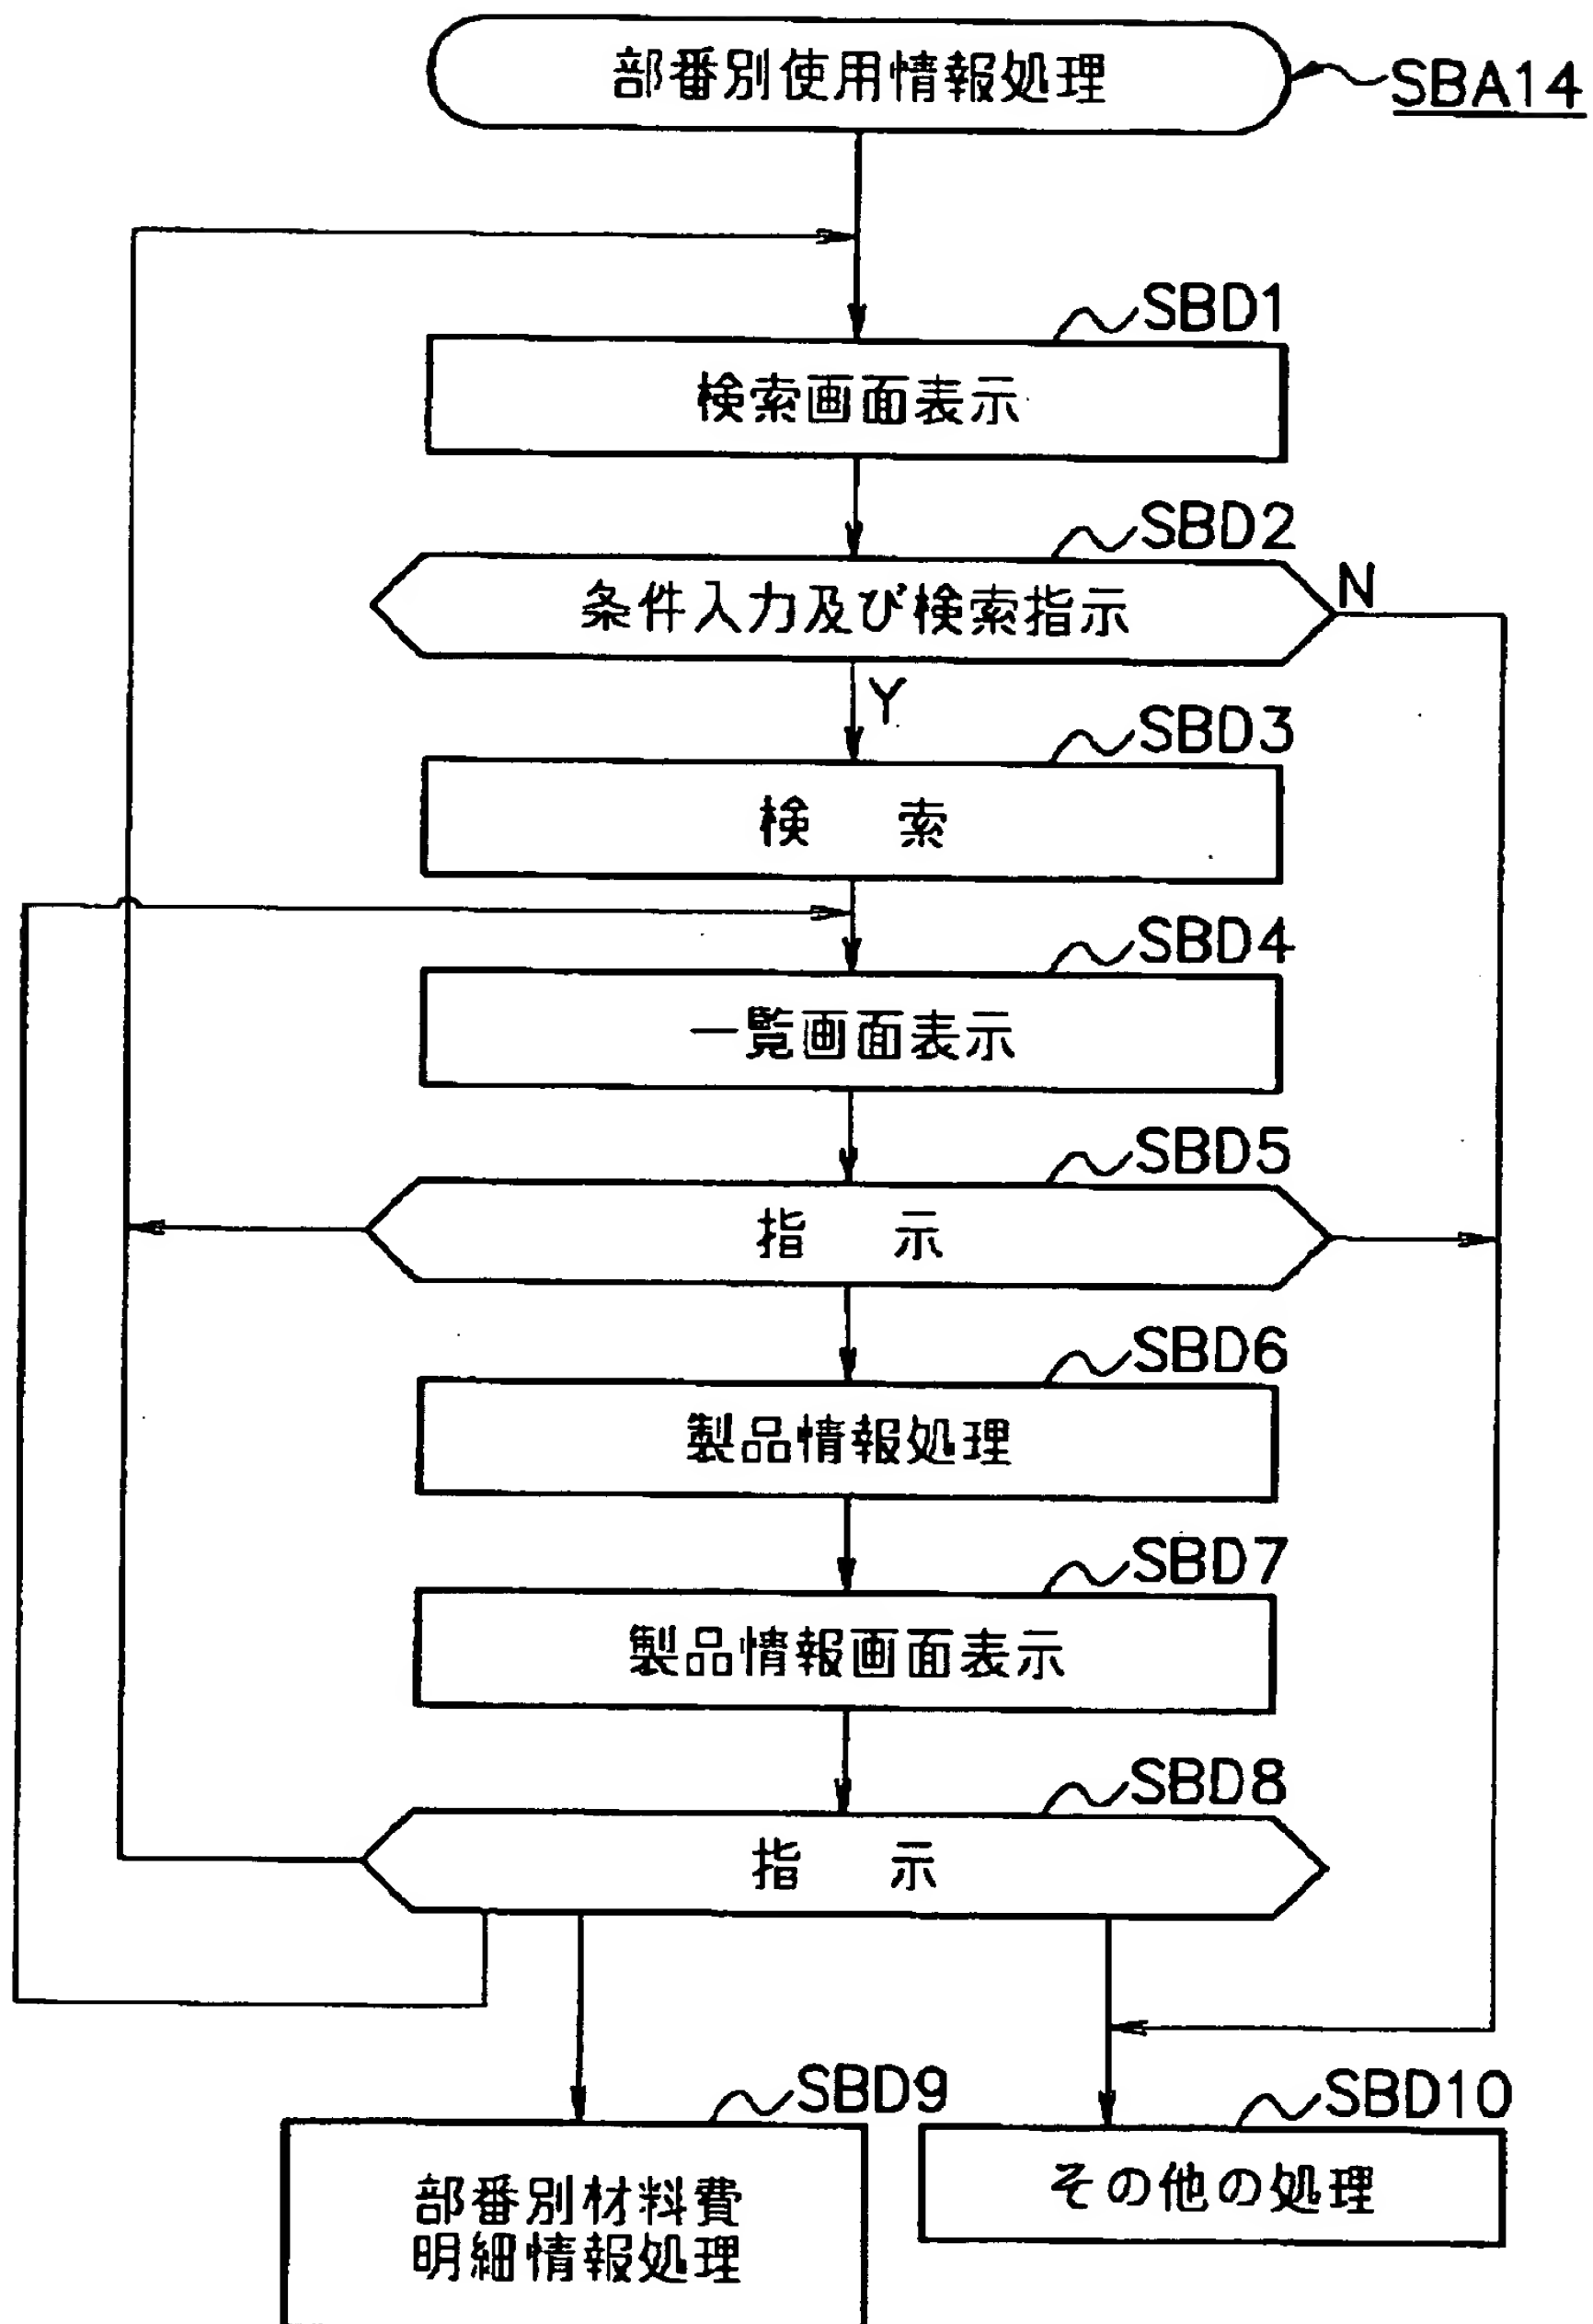 部番別使用情報処理
SBA14
SBD1
検索画面表示
SBD2
条件入力及び検索指示
N
Y
SBD3
検　索
SBD4
一覧画面表示
SBD5
指　示
SBD6
製品情報処理
SBD7
製品情報画面表示
SBD8
指　示
SBD9
部番別材料費
明細情報処理
SBD10
その他の処理